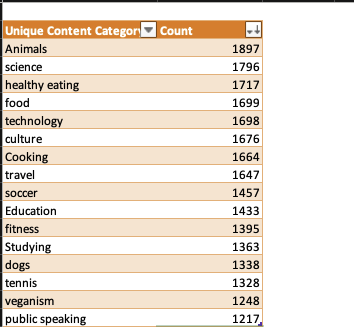 Unique Content Categor Count
Animals 1897
science 1796
healthy eating 1717
food 1699
technology 1698
culture 1676
Cooking 1664
travel 1647
soccer 1457
Education 1433
fitness 1395
Studying 1363
dogs 1338
tennis 1328
veganism 1248
public speaking 1217